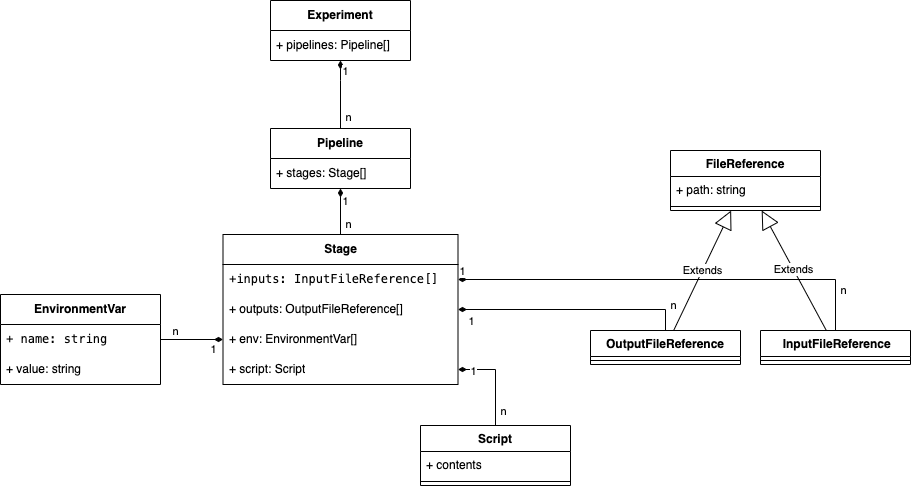 Experiment
+ pipelines: Pipeline[]
1
n
Pipeline
+ stages: Stage[]
1
n
FileReference
+ path: string
Extends
Extends
Stage
+inputs: InputFileReference[]
+ outputs: OutputFileReference[]
+ env: EnvironmentVar[]
+ script: Script
1
n
1
n
EnvironmentVar
+ name: string
+ value: string
n
1
OutputFileReference
InputFileReference
1
n
Script
+ contents